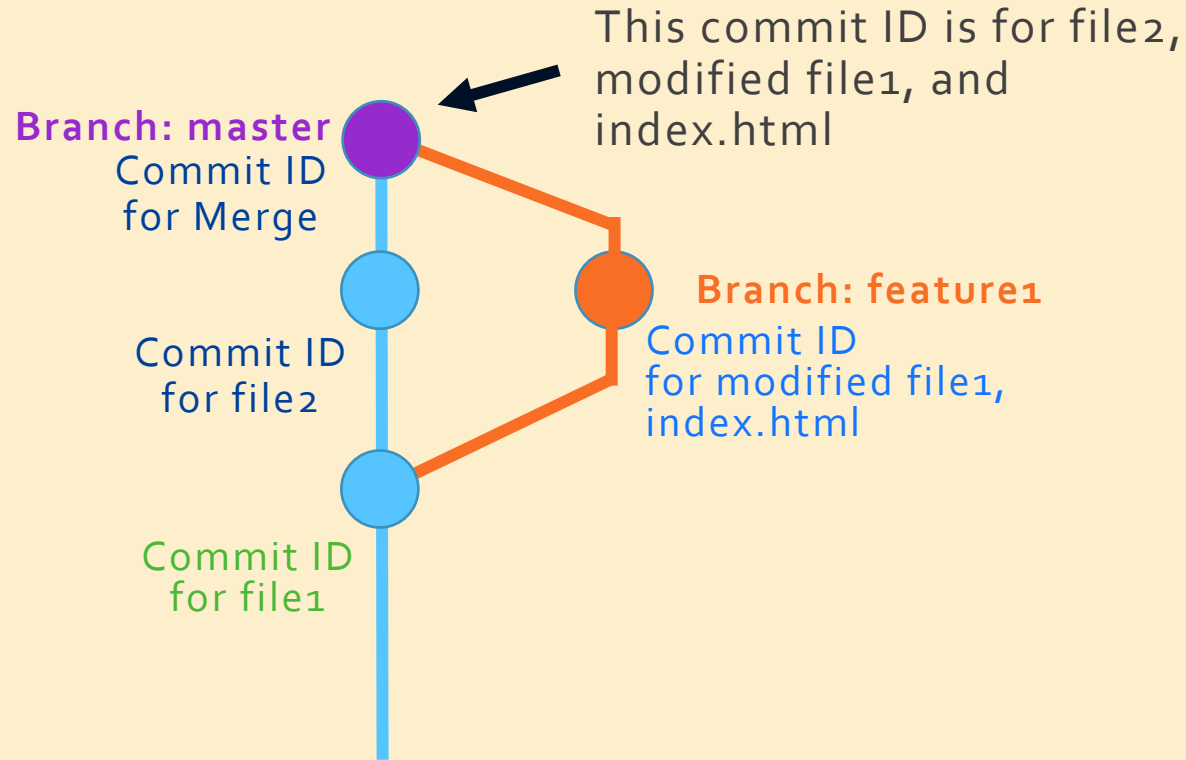 This commit ID is for file2,
modified file1, and
index.html
Branch: master
Commit ID
for Merge
Branch: feature1
Commit ID
for modified file1,
index.html
Commit ID
for file2
Commit ID
for file1